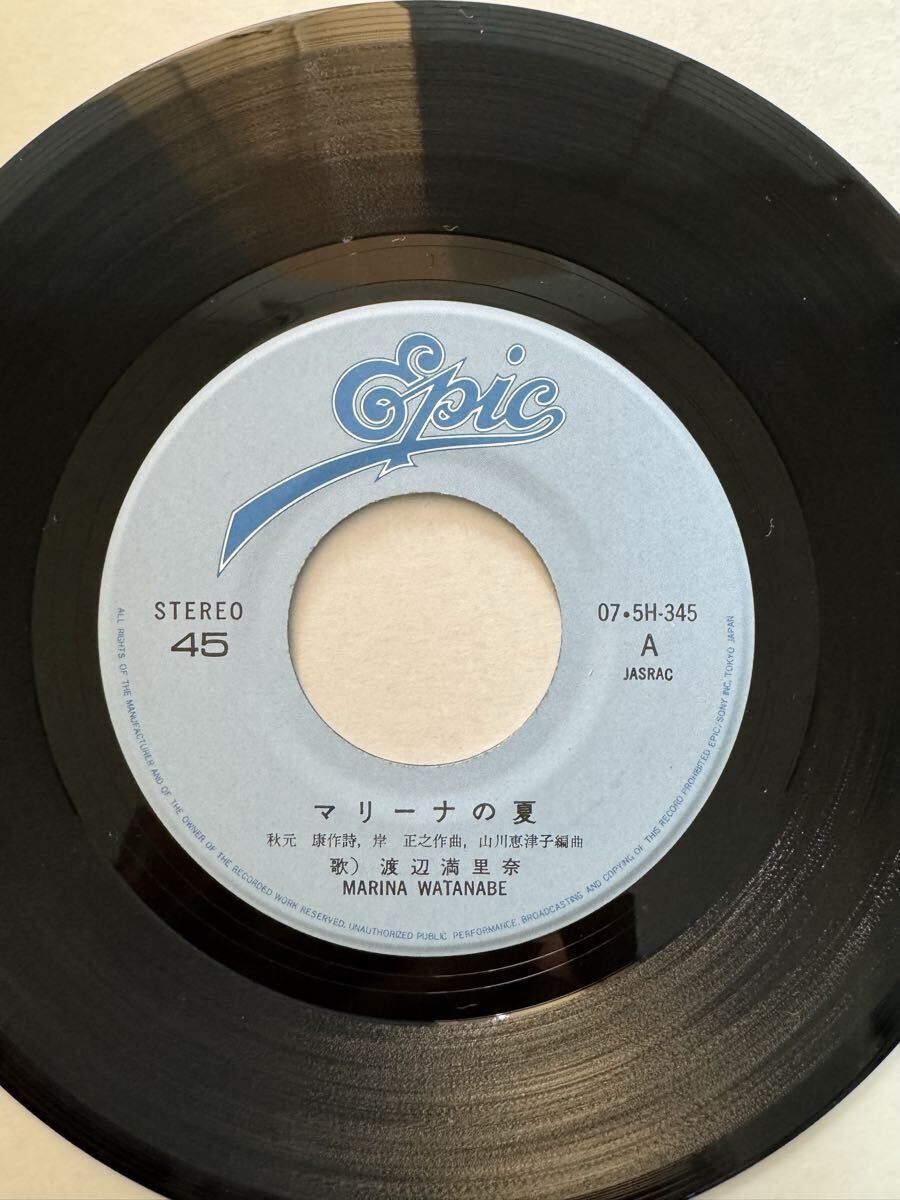 Epic
STEREO
45
07・5H-345
A
JASRAC
マリーナの夏
秋元 康作詩, 岸 正之作曲, 山川恵津子編曲
歌) 渡辺満里奈
MARINA WATANABE
ALL RIGHTS OF THE MANUFACTURER AND OF THE OWNER OF THE RECORDED WORK RESERVED. UNAUTHORIZED PUBLIC PERFORMANCE, BROADCASTING AND COPYING OF THIS RECORD PROHIBITED EPIC/SONY INC. TOKYO JAPAN